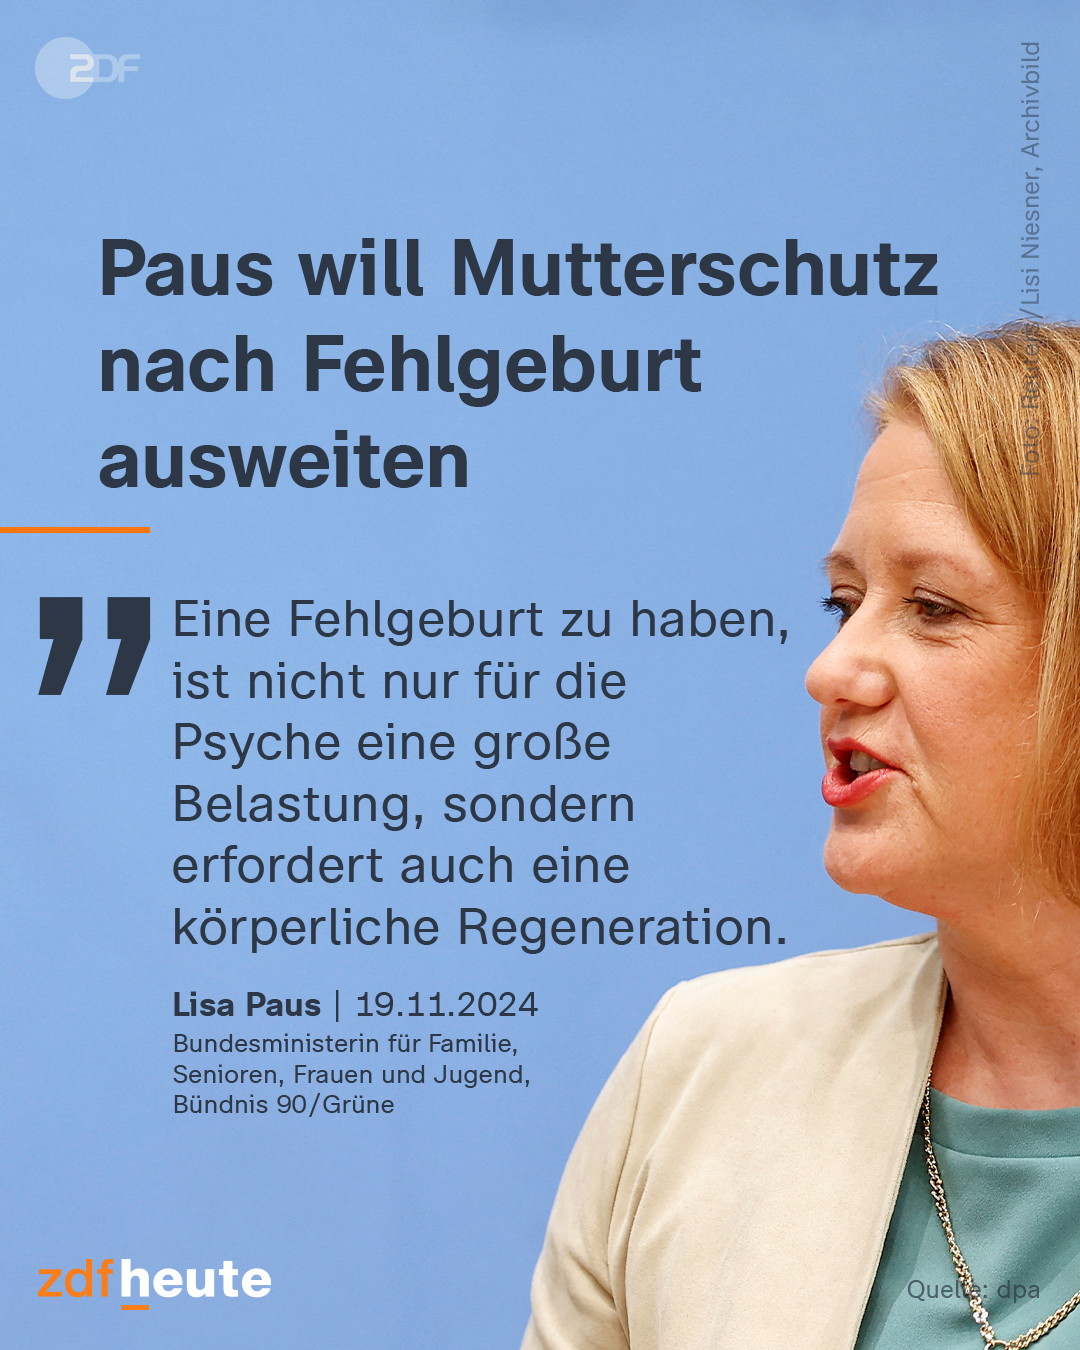 ZDF
Foto: Reuters/Lisi Niesner, Archivbild
Paus will Mutterschutz
nach Fehlgeburt
ausweiten
" Eine Fehlgeburt zu haben,
ist nicht nur für die
Psyche eine große
Belastung, sondern
erfordert auch eine
körperliche Regeneration.
Lisa Paus | 19.11.2024
Bundesministerin für Familie,
Senioren, Frauen und Jugend,
Bündnis 90/Grüne
zdfheute
Quelle: dpa